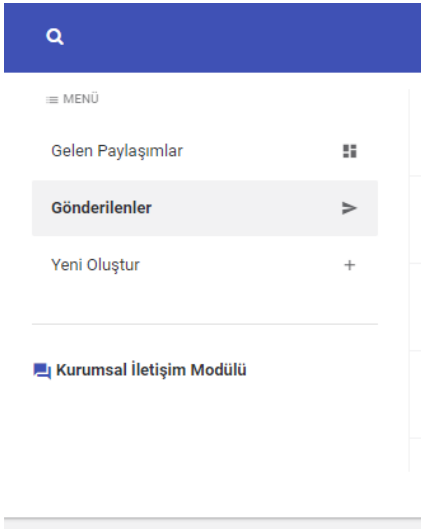 MENÜ
Gelen Paylaşımlar
Gönderilenler
Yeni Oluştur
Kurumsal İletişim Modülü